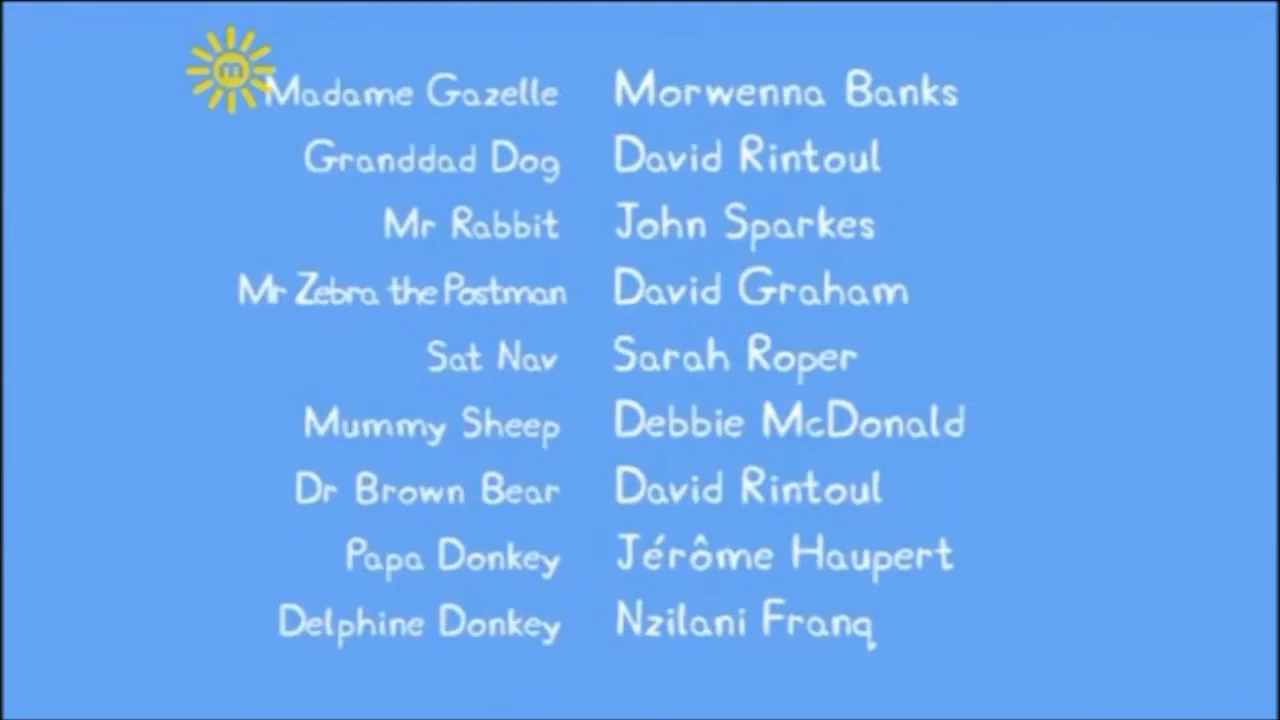 m
Madame Gazelle Morwenna Banks
Granddad Dog David Rintoul
Mr Rabbit John Sparkes
Mr Zebra the Postman David Graham
Sat Nav Sarah Roper
Mummy Sheep Debbie McDonald
Dr Brown Bear David Rintoul
Papa Donkey Jérôme Haupert
Delphine Donkey Nzilani Franq